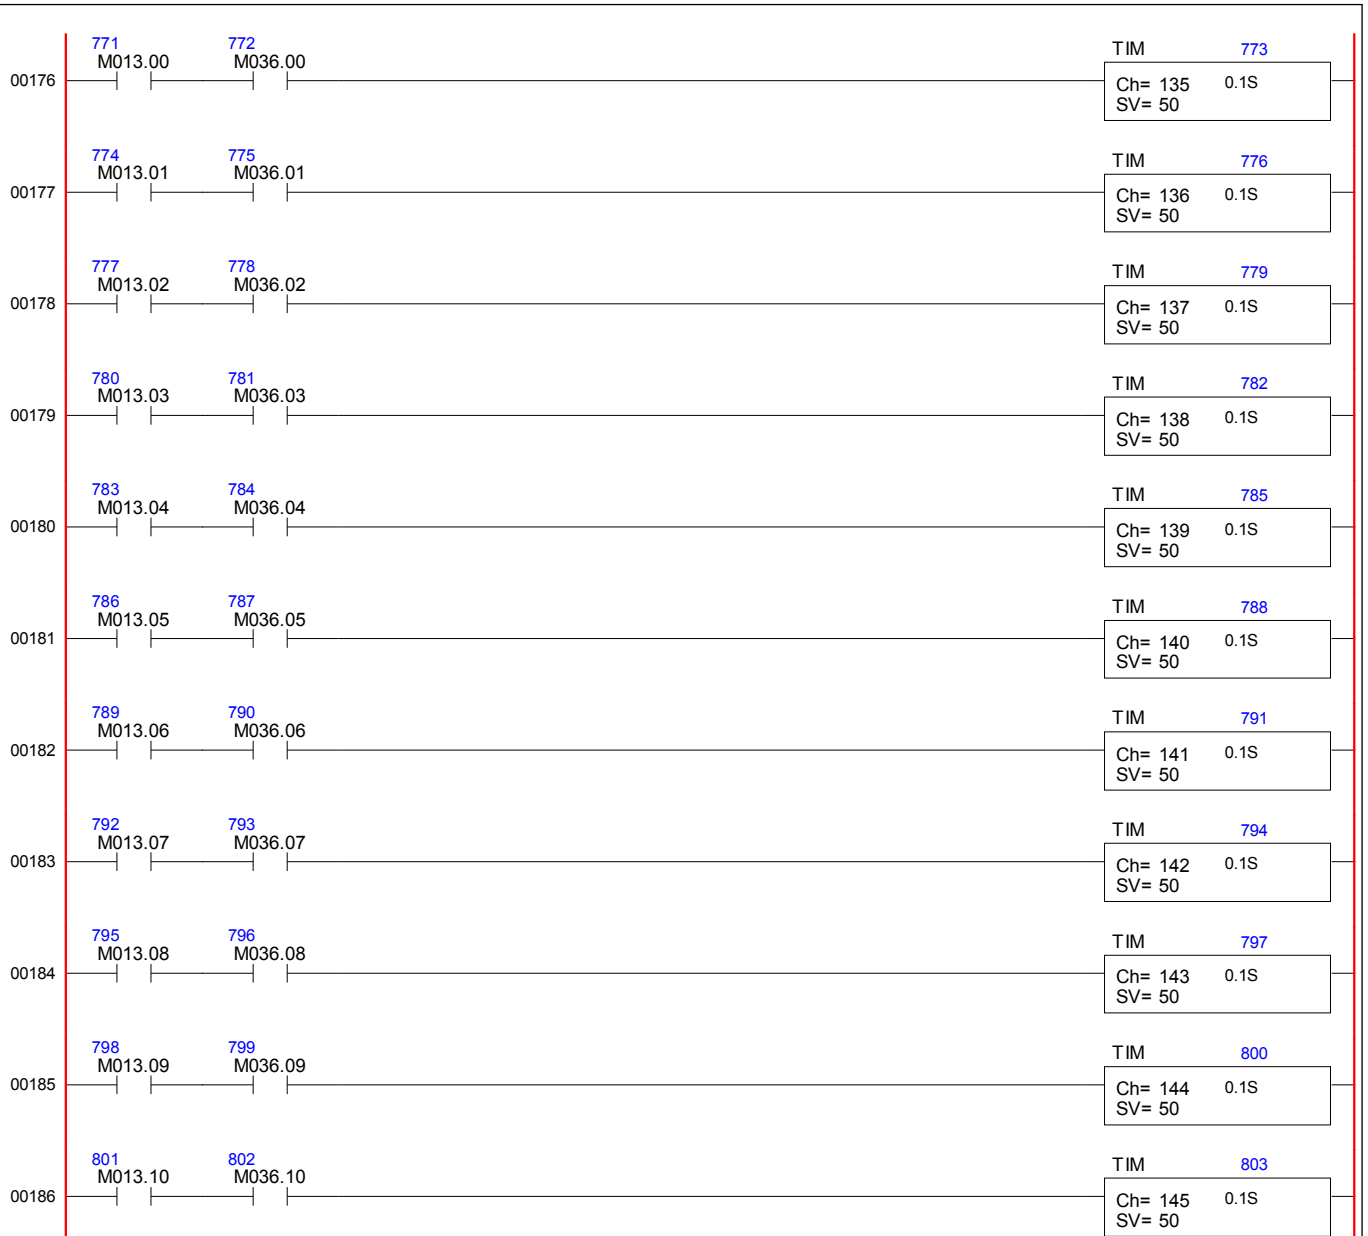 771 772 TIM 773
M013.00 M036.00
00176 Ch= 135 0.1S
SV= 50
774 775 TIM 776
M013.01 M036.01
00177 Ch= 136 0.1S
SV= 50
777 778 TIM 779
M013.02 M036.02
00178 Ch= 137 0.1S
SV= 50
780 781 TIM 782
M013.03 M036.03
00179 Ch= 138 0.1S
SV= 50
783 784 TIM 785
M013.04 M036.04
00180 Ch= 139 0.1S
SV= 50
786 787 TIM 788
M013.05 M036.05
00181 Ch= 140 0.1S
SV= 50
789 790 TIM 791
M013.06 M036.06
00182 Ch= 141 0.1S
SV= 50
792 793 TIM 794
M013.07 M036.07
00183 Ch= 142 0.1S
SV= 50
795 796 TIM 797
M013.08 M036.08
00184 Ch= 143 0.1S
SV= 50
798 799 TIM 800
M013.09 M036.09
00185 Ch= 144 0.1S
SV= 50
801 802 TIM 803
M013.10 M036.10
00186 Ch= 145 0.1S
SV= 50